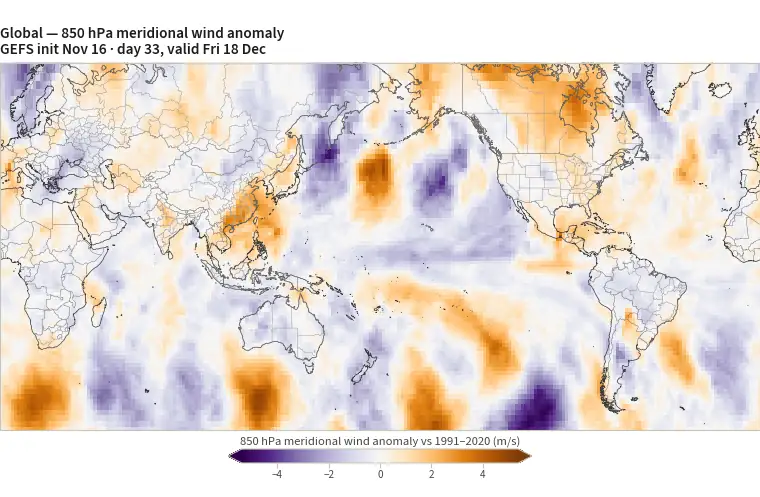 Global — 850 hPa meridional wind anomaly
GEFS init Nov 16 · day 33, valid Fri 18 Dec
850 hPa meridional wind anomaly vs 1991–2020 (m/s)
−4 −2 0 2 4